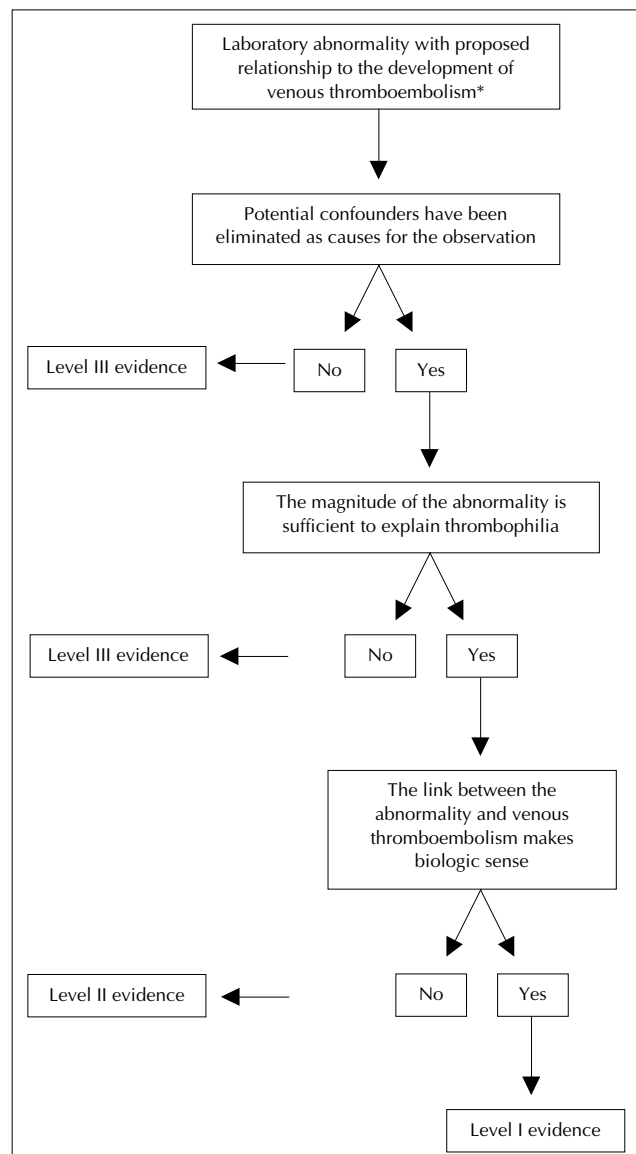 Laboratory abnormality with proposed
relationship to the development of
venous thromboembolism*
Potential confounders have been
eliminated as causes for the observation
Level III evidence
No
Yes
The magnitude of the abnormality is
sufficient to explain thrombophilia
Level III evidence
No
Yes
The link between the
abnormality and venous
thromboembolism makes
biologic sense
Level II evidence
No
Yes
Level I evidence